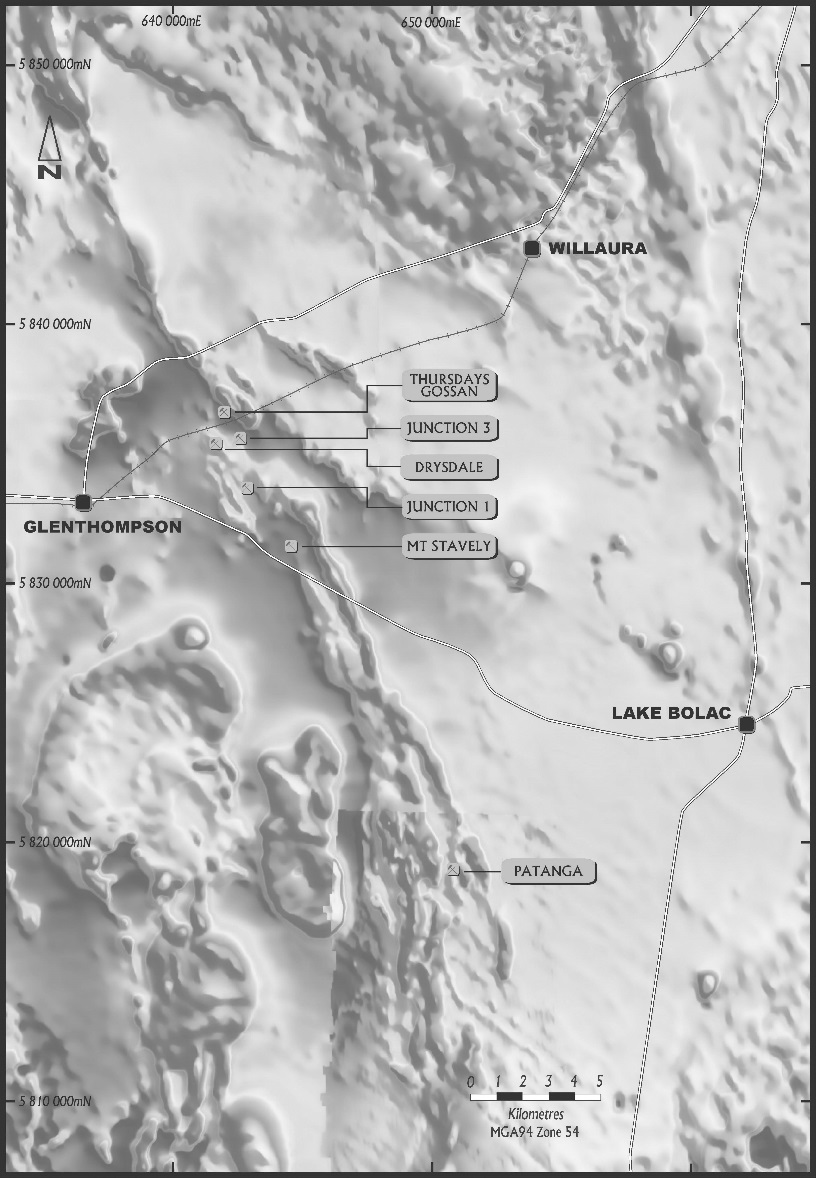 640 000mE
650 000mE
5 850 000mN
N
WILLAURA
5 840 000mN
THURSDAYS
GOSSAN
JUNCTION 3
DRYSDALE
JUNCTION 1
GLENTHOMPSON
MT STAVELY
5 830 000mN
LAKE BOLAC
5 820 000mN
PATANGA
0 1 2 3 4 5
5 810 000mN
Kilometres
MGA94 Zone 54